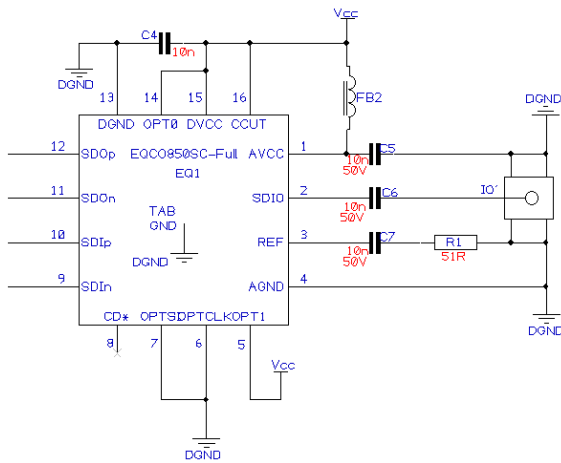 Vcc
C4
10n
DGND
FB2
DGND
13 14 15 16
DGND OPT0 DVCC CCUT
12 SDOp EQCO850SC-Full AVCC 1 C5
EQ1
10n
50V
11 SDOn SDIO 2 C6 IO1
TAB
GND
10n
50V
10 SDIp REF 3 C7 R1
DGND
10n
50V
51R
9 SDIn AGND 4
CD* OPTSDPTCLKOPT1
DGND
8 7 6 5
Vcc
DGND